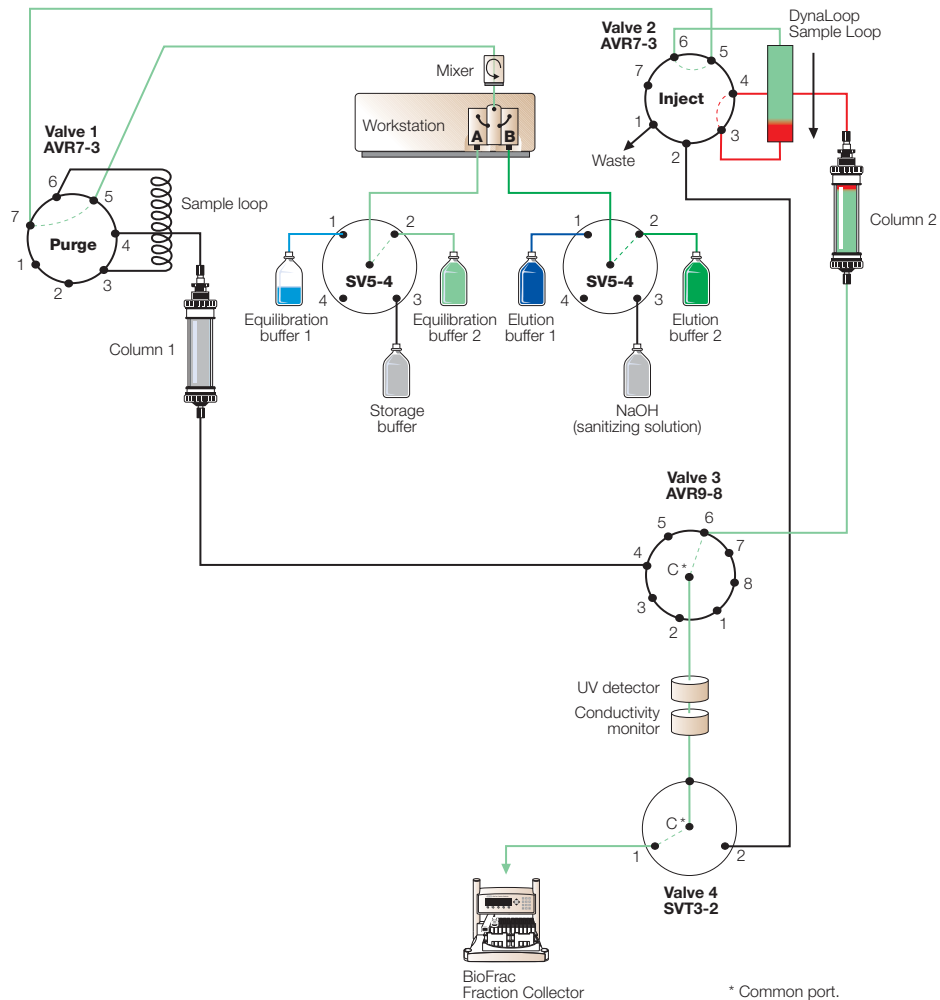 DynaLoop
Sample Loop
Valve 2
AVR7-3
6
5
7
4
Inject
1
3
2
Waste
Column 2
Mixer
Workstation
A
B
Valve 1
AVR7-3
6
5
7
Sample loop
4
Purge
1
3
2
Column 1
1
2
SV5-4
4
3
Equilibration
buffer 1
Equilibration
buffer 2
Storage
buffer
1
2
SV5-4
4
3
Elution
buffer 1
Elution
buffer 2
NaOH
(sanitizing solution)
Valve 3
AVR9-8
5
6
4
7
C *
8
3
1
2
UV detector
Conductivity
monitor
C *
1
2
Valve 4
SVT3-2
BioFrac
Fraction Collector
* Common port.